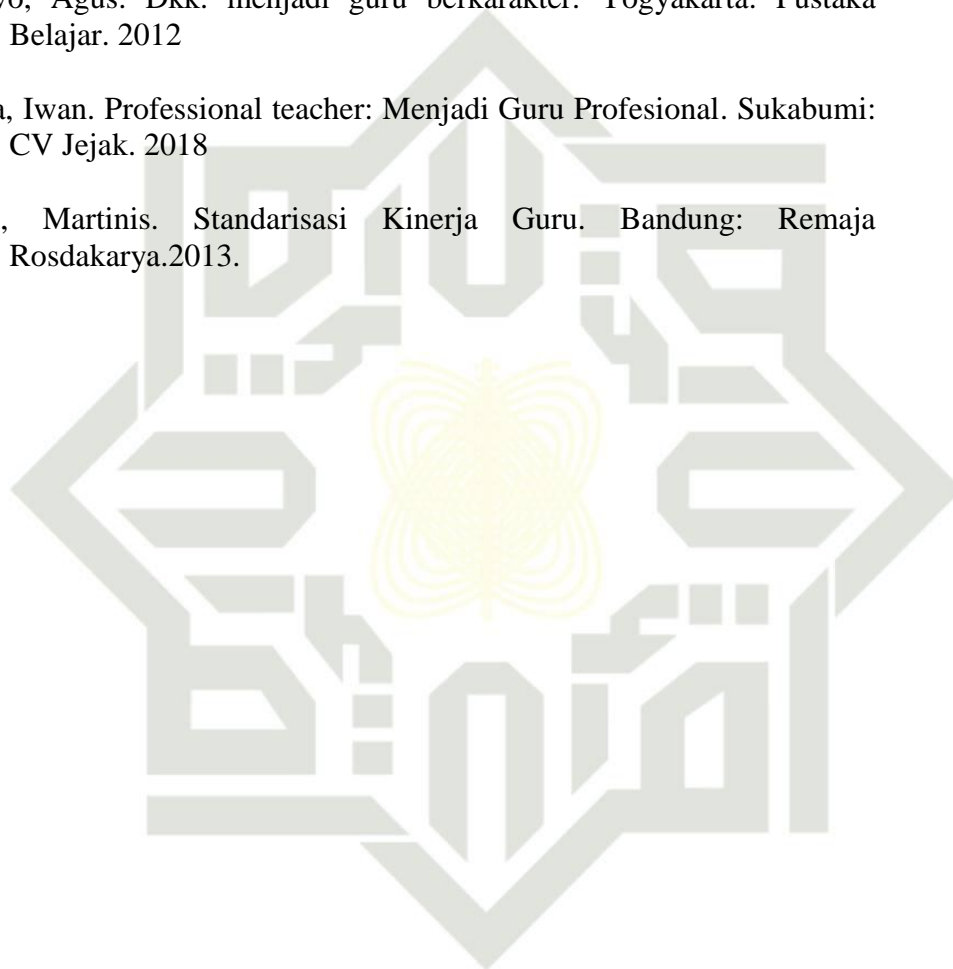 yo, Agus. Dkk. menjadi guru berkarakter. Yogyakarta. Pustaka
Belajar. 2012
a, Iwan. Professional teacher: Menjadi Guru Profesional. Sukabumi:
CV Jejak. 2018
, Martinis. Standarisasi Kinerja Guru. Bandung: Remaja
Rosdakarya.2013.